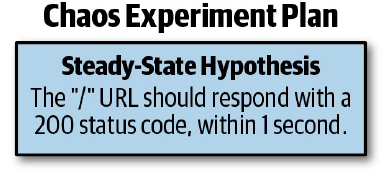 Chaos Experiment Plan
Steady-State Hypothesis
The "/" URL should respond with a
200 status code, within 1 second.